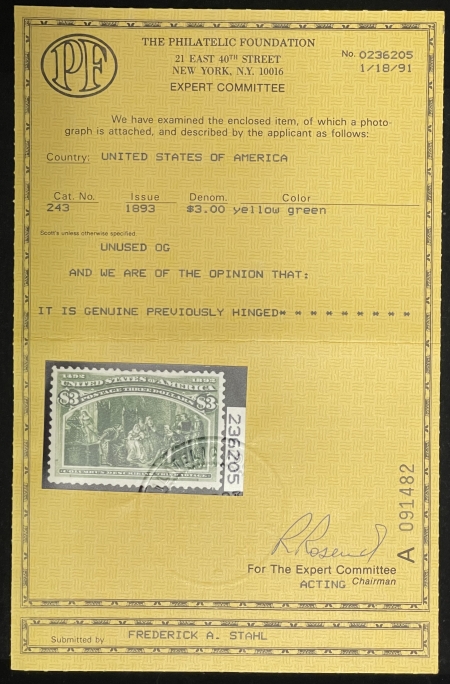 PF
THE PHILATELIC FOUNDATION
21 EAST 40TH STREET
NEW YORK, N.Y. 10016
EXPERT COMMITTEE
No. 0236205
1/18/91
We have examined the enclosed item, of which a photo-
graph is attached, and described by the applicant as follows:
Country: UNITED STATES OF AMERICA
Cat. No. Issue Denom. Color
243 1893 $3.00 yellow green
Scott's unless otherwise specified.
UNUSED OG
AND WE ARE OF THE OPINION THAT:
IT IS GENUINE PREVIOUSLY HINGED* * * * * * * * *
1492 1892
UNITED STATES OF AMERICA
POSTAGE THREE DOLLARS
$3 $3
236205
A 091482
For The Expert Committee
ACTING Chairman
Submitted by FREDERICK A. STAHL